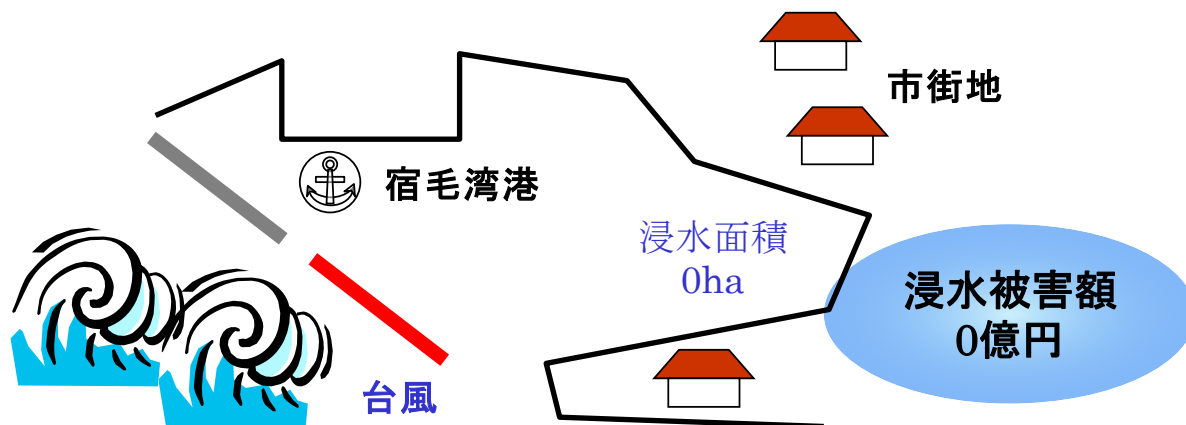 市街地
宿毛湾港
浸水面積
0ha
浸水被害額
0億円
台風